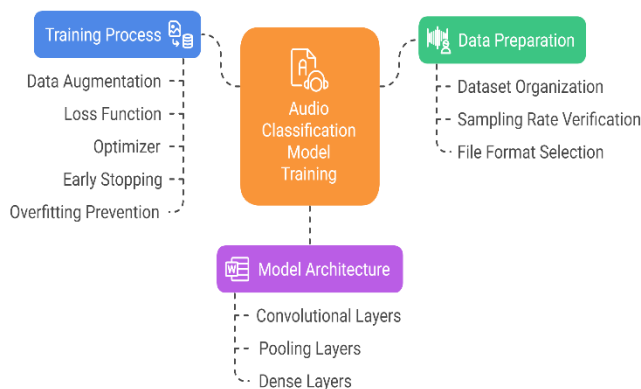 Training Process
Data Augmentation
Loss Function
Optimizer
Early Stopping
Overfitting Prevention
A
Audio
Classification
Model
Training
Data Preparation
Dataset Organization
Sampling Rate Verification
File Format Selection
W
Model Architecture
Convolutional Layers
Pooling Layers
Dense Layers